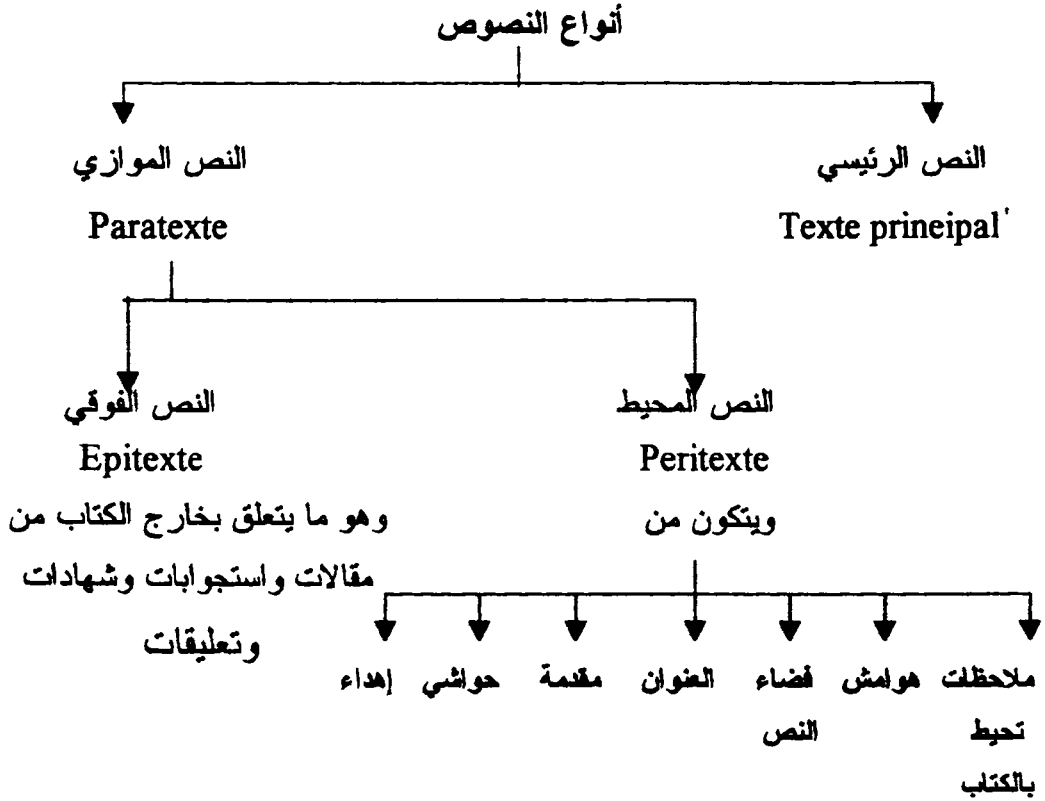 أنواع النصوص
النص الرئيسي
النص الموازي
Texte prineipal
Paratexte
النص المحيط
النص الفوقي
Peritexte
Epitexte
ويتكون من
وهو ما يتعلق بخارج الكتاب من
مقالات واستجوابات وشهادات
وتعليقات
ملاحظات
تحيط
بالكتاب
هوامش
فضاء
النص
العنوان
مقدمة
حواشي
إهداء